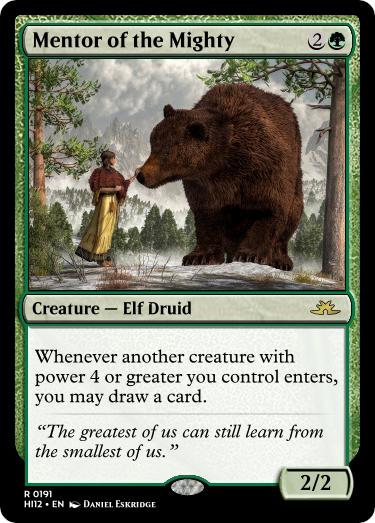 Mentor of the Mighty 2
Creature — Elf Druid
Whenever another creature with
power 4 or greater you control enters,
you may draw a card.
“The greatest of us can still learn from
the smallest of us.”
2/2
R 0191
HI12 • EN Daniel Eskridge